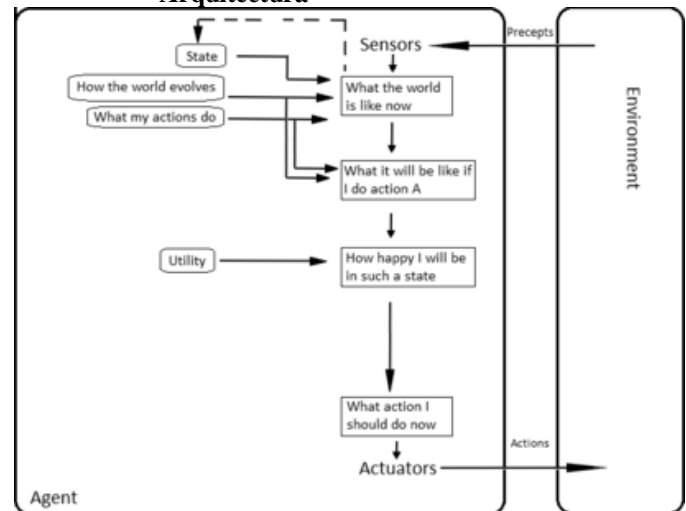 Arquitectura
Sensors
Precepts
State
How the world evolves
What my actions do
What the world
is like now
What it will be like if
I do action A
Utility
How happy I will be
in such a state
What action I
should do now
Actuators
Actions
Agent
Environment